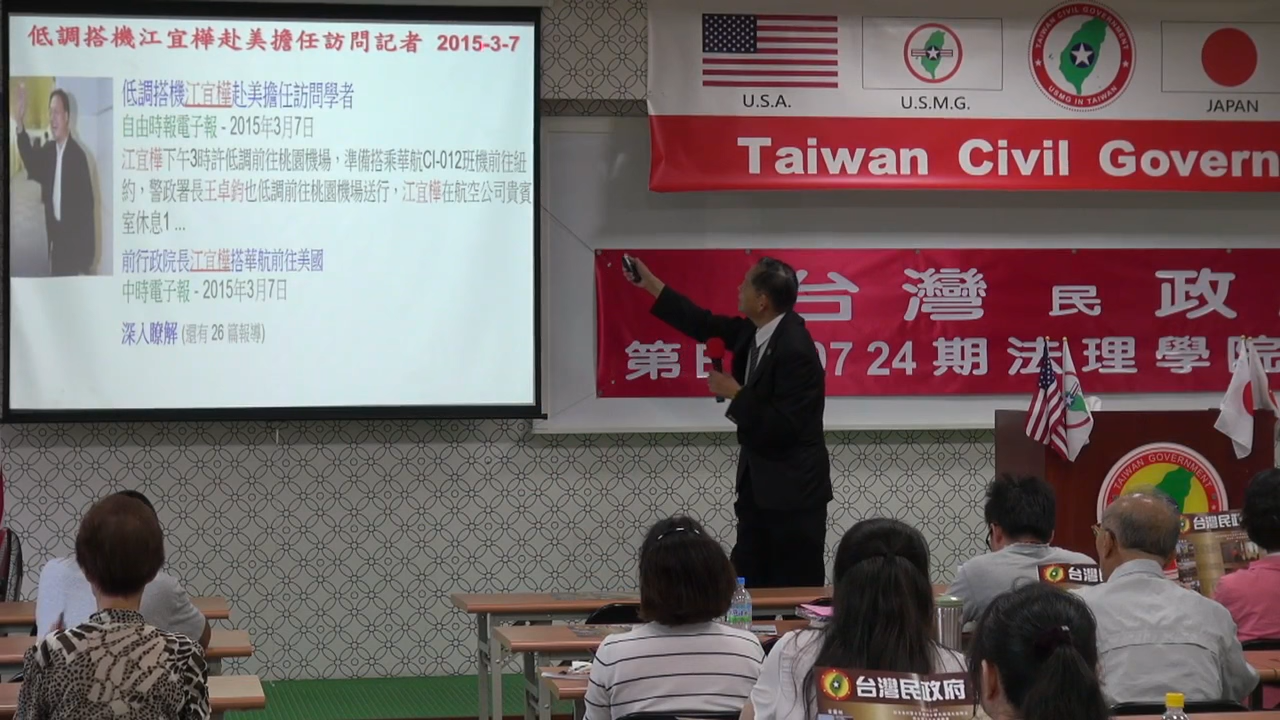 低調搭機江宜樺赴美擔任訪問記者 2015-3-7
低調搭機江宜樺赴美擔任訪問學者
自由時報電子報 - 2015年3月7日
江宜樺下午3時許低調前往桃園機場，準備搭乘華航CI-012班機前往紐
約，警政署長王卓鈞也低調前往桃園機場送行，江宜樺在航空公司貴賓
室休息1 ...
前行政院長江宜樺搭華航前往美國
中時電子報 - 2015年3月7日
深入瞭解 (還有 26 篇報導)
U.S.A.
U.S.M.G.
TAIWAN CIVIL GOVERNMENT
USMG IN TAIWAN
JAPAN
Taiwan Civil Govern
台灣民政
第 07 24 期法理學院
TAIWAN GOVERNMENT
台灣民政府
台灣民
台灣民政府